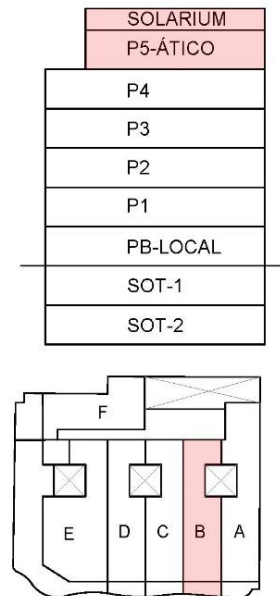 SOLARIUM
P5-ÁTICO
P4
P3
P2
P1
PB-LOCAL
SOT-1
SOT-2
F
E D C B A